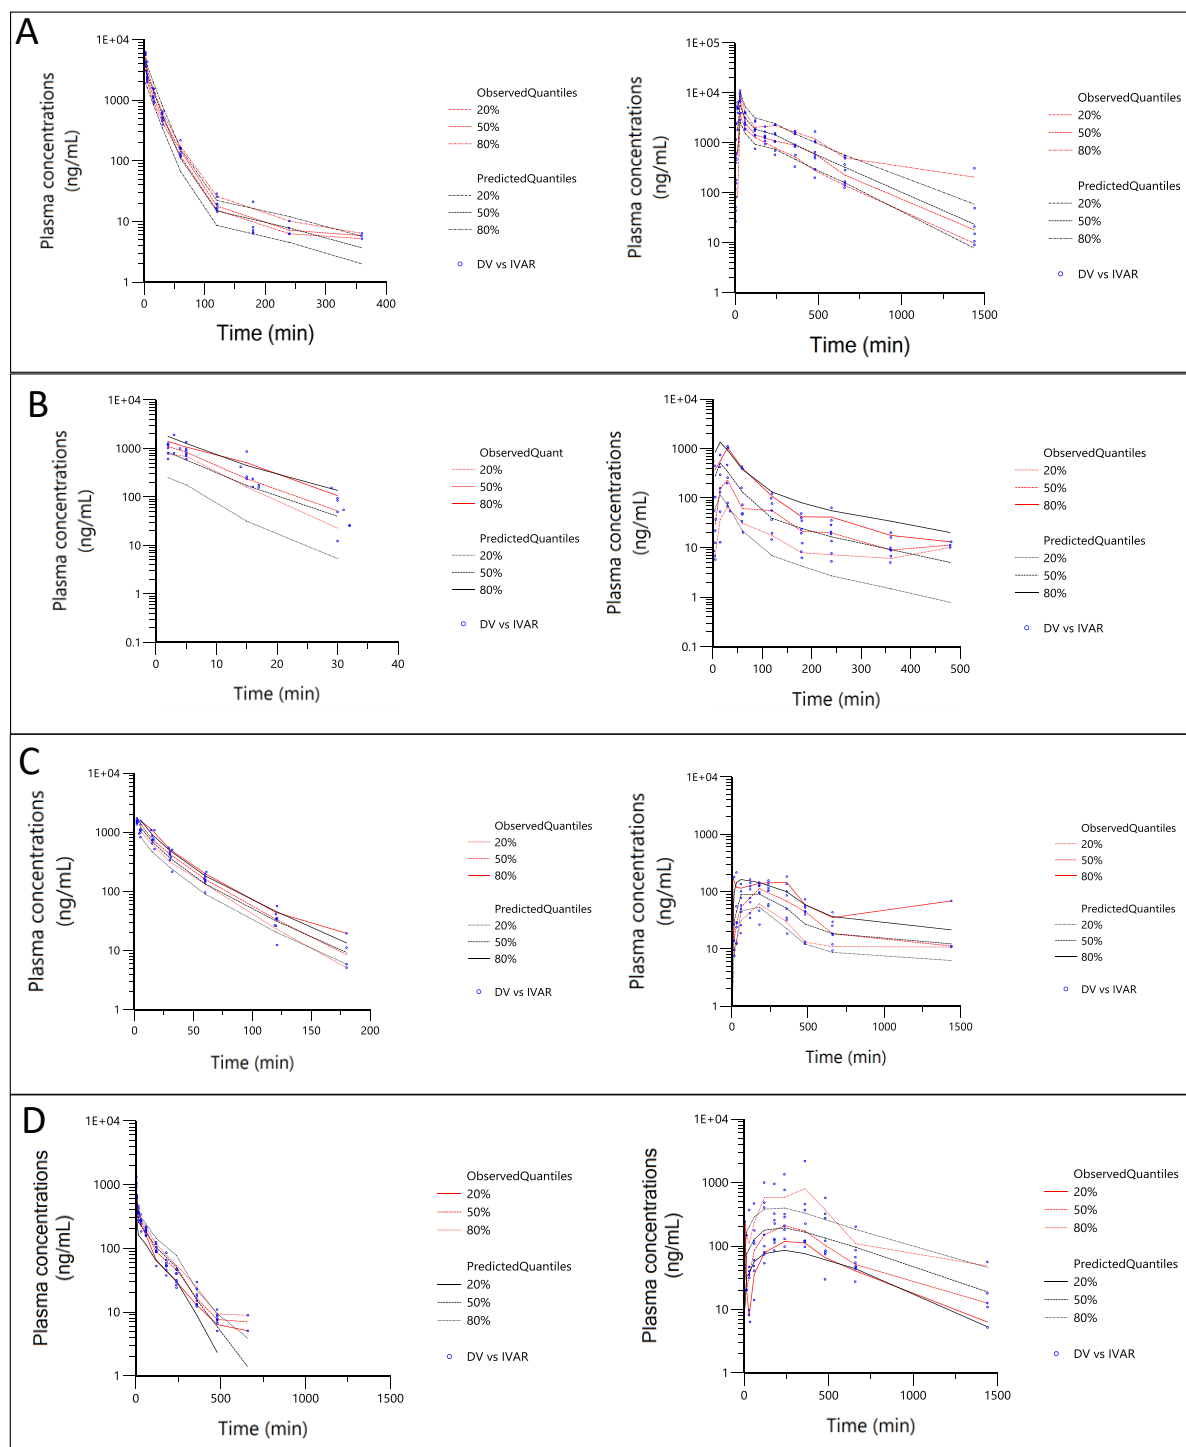 A
1E+04
1000
100
10
1
Plasma concentrations
(ng/mL)
0 100 200 300 400
Time (min)
ObservedQuantiles
20%
50%
80%
PredictedQuantiles
20%
50%
80%
DV vs IVAR
1E+05
1E+04
1000
100
10
1
Plasma concentrations
(ng/mL)
0 500 1000 1500
Time (min)
ObservedQuantiles
20%
50%
80%
PredictedQuantiles
20%
50%
80%
DV vs IVAR
B
1E+04
1000
100
10
1
0.1
Plasma concentrations
(ng/mL)
0 10 20 30 40
Time (min)
ObservedQuant
20%
50%
80%
PredictedQuantiles
20%
50%
80%
DV vs IVAR
1E+04
1000
100
10
1
0.1
Plasma concentrations
(ng/mL)
0 100 200 300 400 500
Time (min)
ObservedQuantiles
20%
50%
80%
PredictedQuantiles
20%
50%
80%
DV vs IVAR
C
1E+04
1000
100
10
1
Plasma concentrations
(ng/mL)
0 50 100 150 200
Time (min)
ObservedQuantiles
20%
50%
80%
PredictedQuantiles
20%
50%
80%
DV vs IVAR
1E+04
1000
100
10
1
Plasma concentrations
(ng/mL)
0 500 1000 1500
Time (min)
ObservedQuantiles
20%
50%
80%
PredictedQuantiles
20%
50%
80%
DV vs IVAR
D
1E+04
1000
100
10
1
Plasma concentrations
(ng/mL)
0 500 1000 1500
Time (min)
ObservedQuantiles
20%
50%
80%
PredictedQuantiles
20%
50%
80%
DV vs IVAR
1E+04
1000
100
10
1
Plasma concentrations
(ng/mL)
0 500 1000 1500
Time (min)
ObservedQuantiles
20%
50%
80%
PredictedQuantiles
20%
50%
80%
DV vs IVAR